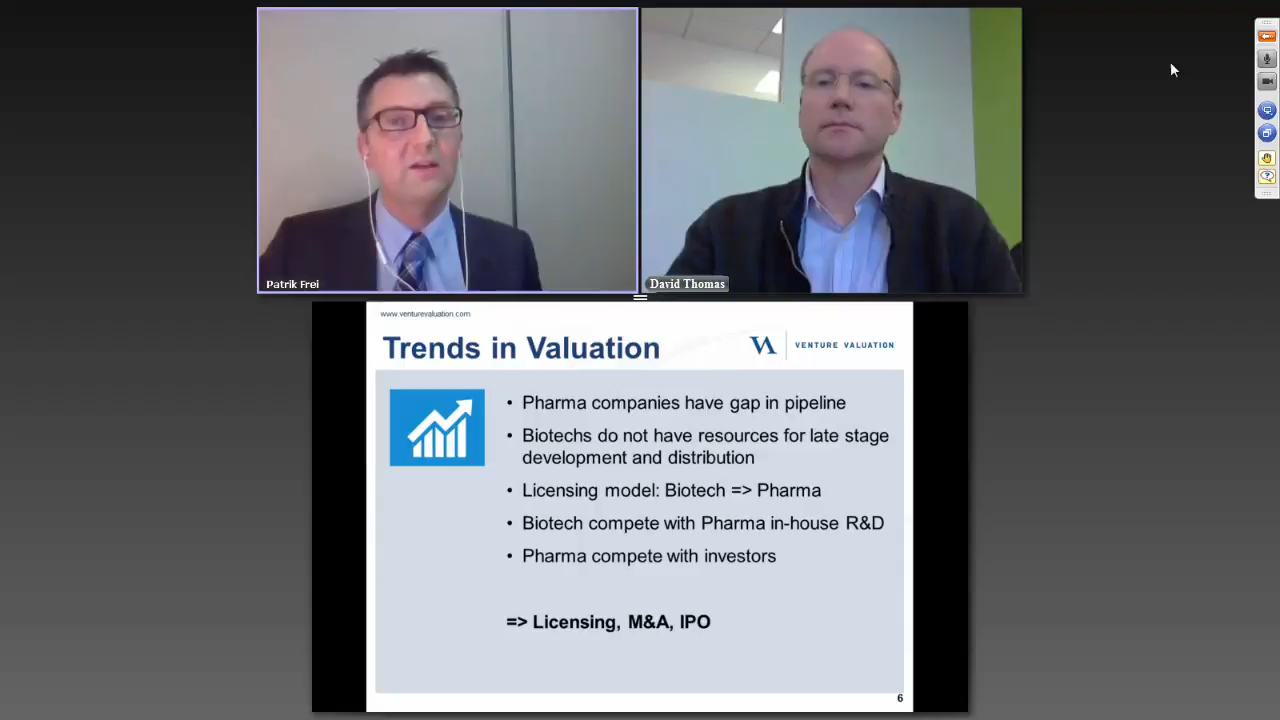 Patrik Frei
David Thomas
www.venturevaluation.com
Trends in Valuation
VA
VENTURE VALUATION
• Pharma companies have gap in pipeline
• Biotechs do not have resources for late stage
development and distribution
• Licensing model: Biotech => Pharma
• Biotech compete with Pharma in-house R&D
• Pharma compete with investors
=> Licensing, M&A, IPO
6